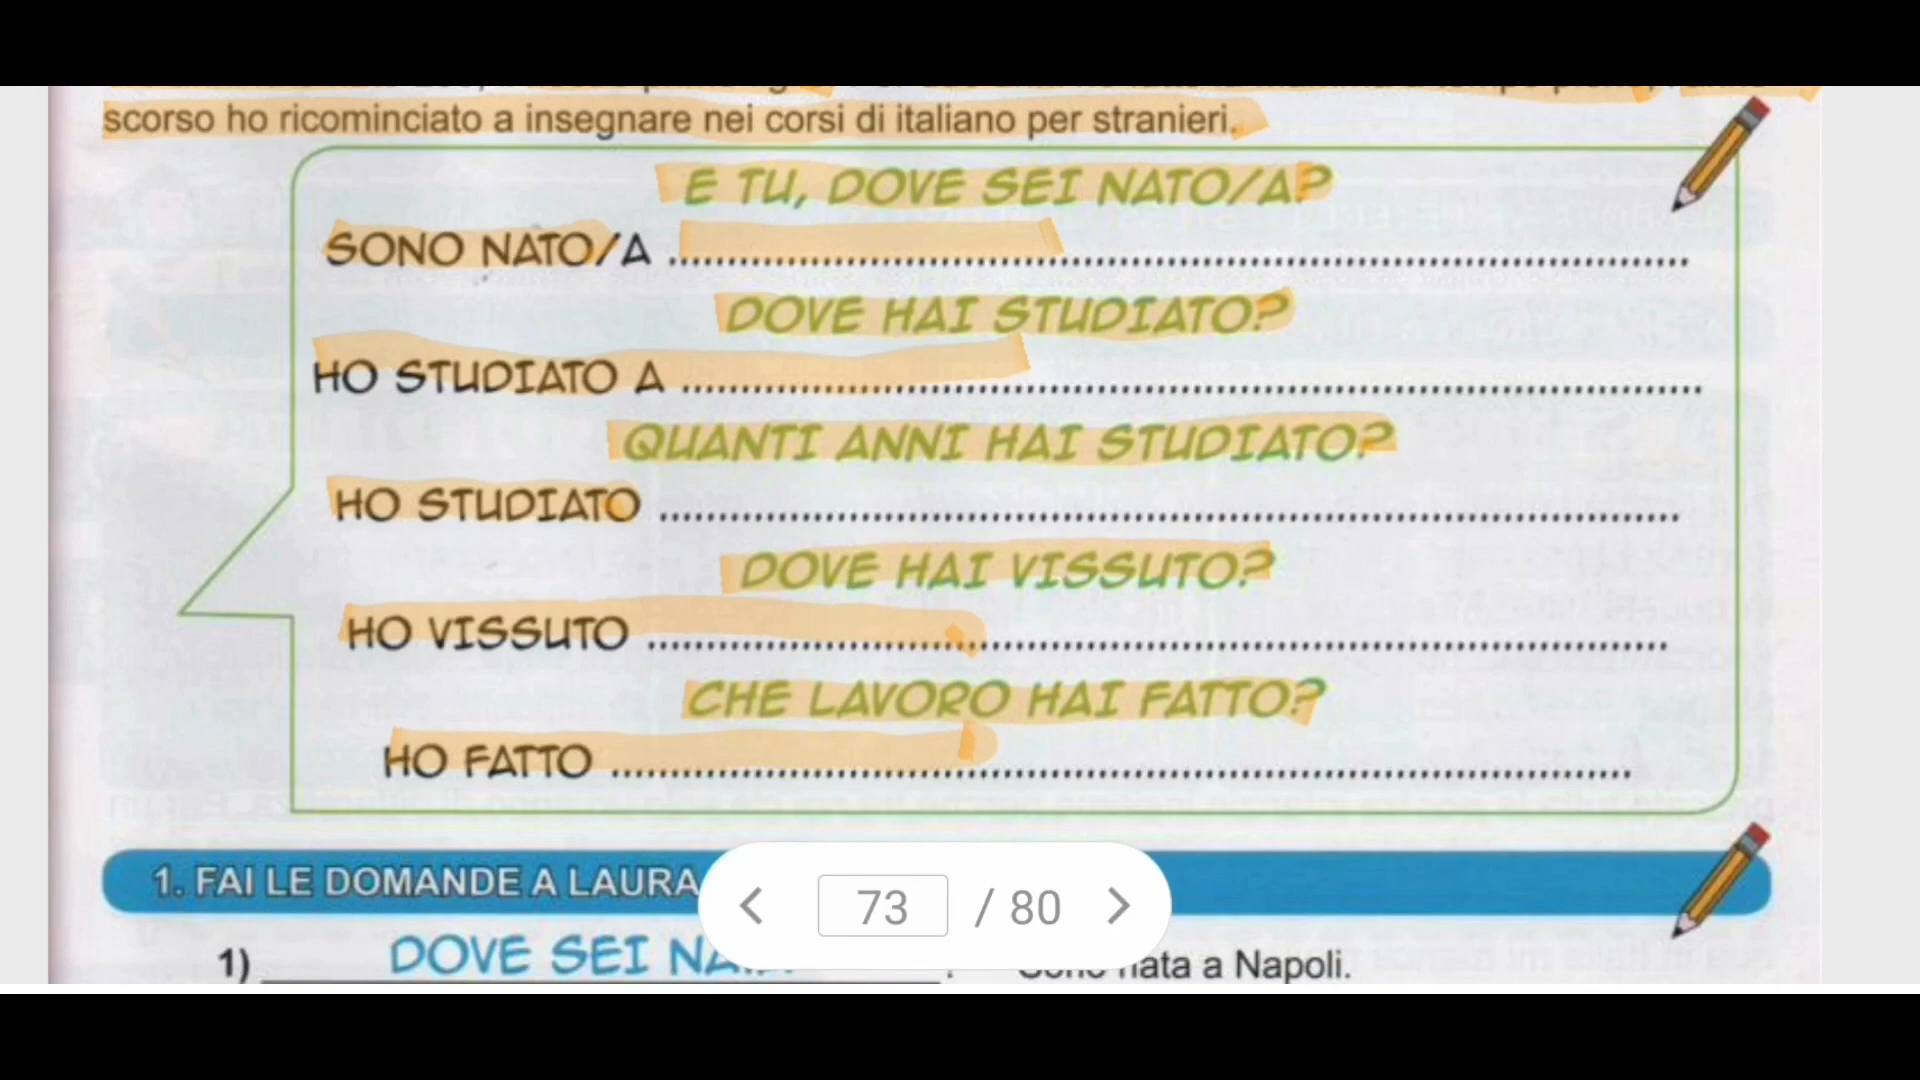 scorso ho ricominciato a insegnare nei corsi di italiano per stranieri.
E TU, DOVE SEI NATO/A?
SONO NATO/A
DOVE HAI STUDIATO?
HO STUDIATO A
QUANTI ANNI HAI STUDIATO?
HO STUDIATO
DOVE HAI VISSUTO?
HO VISSUTO
CHE LAVORO HAI FATTO?
HO FATTO
1. FAI LE DOMANDE A LAURA
73 / 80
1) DOVE SEI nata a Napoli.